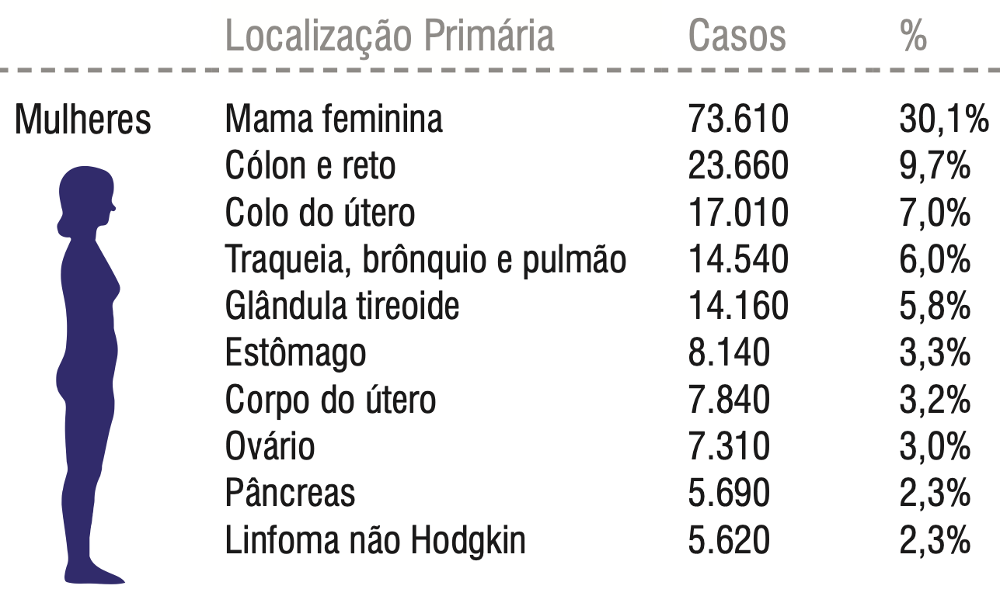 Localização Primária Casos %
Mulheres Mama feminina 73.610 30,1%
Cólon e reto 23.660 9,7%
Colo do útero 17.010 7,0%
Traqueia, brônquio e pulmão 14.540 6,0%
Glândula tireoide 14.160 5,8%
Estômago 8.140 3,3%
Corpo do útero 7.840 3,2%
Ovário 7.310 3,0%
Pâncreas 5.690 2,3%
Linfoma não Hodgkin 5.620 2,3%